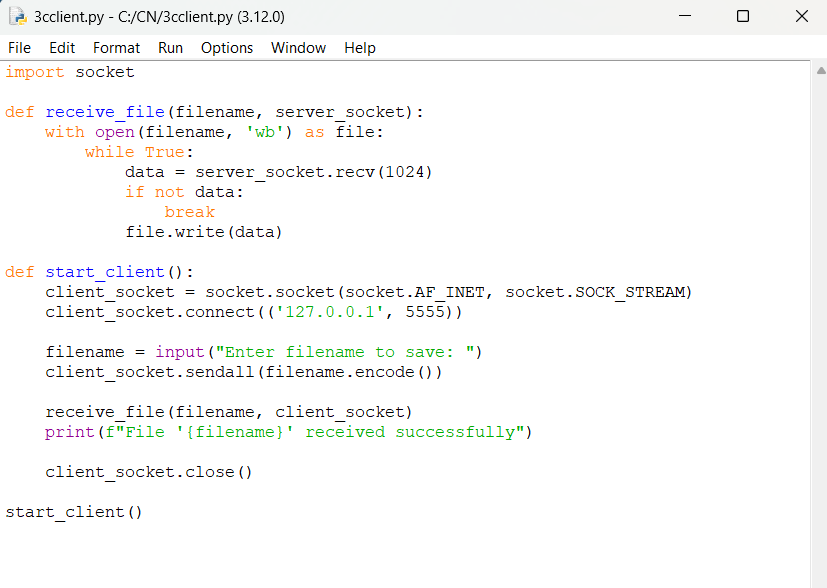 3cclient.py - C:/CN/3cclient.py (3.12.0)
File Edit Format Run Options Window Help
import socket

def receive_file(filename, server_socket):
    with open(filename, 'wb') as file:
        while True:
            data = server_socket.recv(1024)
            if not data:
                break
            file.write(data)

def start_client():
    client_socket = socket.socket(socket.AF_INET, socket.SOCK_STREAM)
    client_socket.connect(('127.0.0.1', 5555))

    filename = input("Enter filename to save: ")
    client_socket.sendall(filename.encode())

    receive_file(filename, client_socket)
    print(f"File '{filename}' received successfully")

    client_socket.close()

start_client()